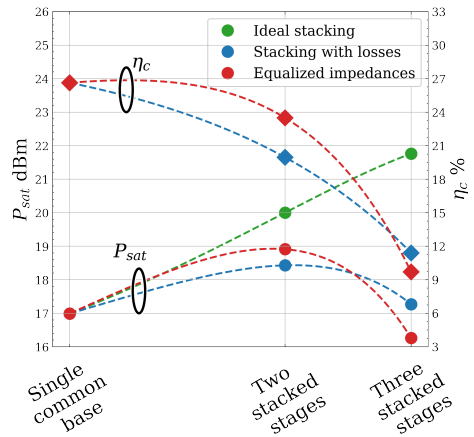 26
25
24
23
22
21
20
19
18
17
16
P_sat dBm
33
30
27
24
21
18
15
12
9
6
3
η_c %
Ideal stacking
Stacking with losses
Equalized impedances
η_c
P_sat
Single
common
base
Two
stacked
stages
Three
stacked
stages